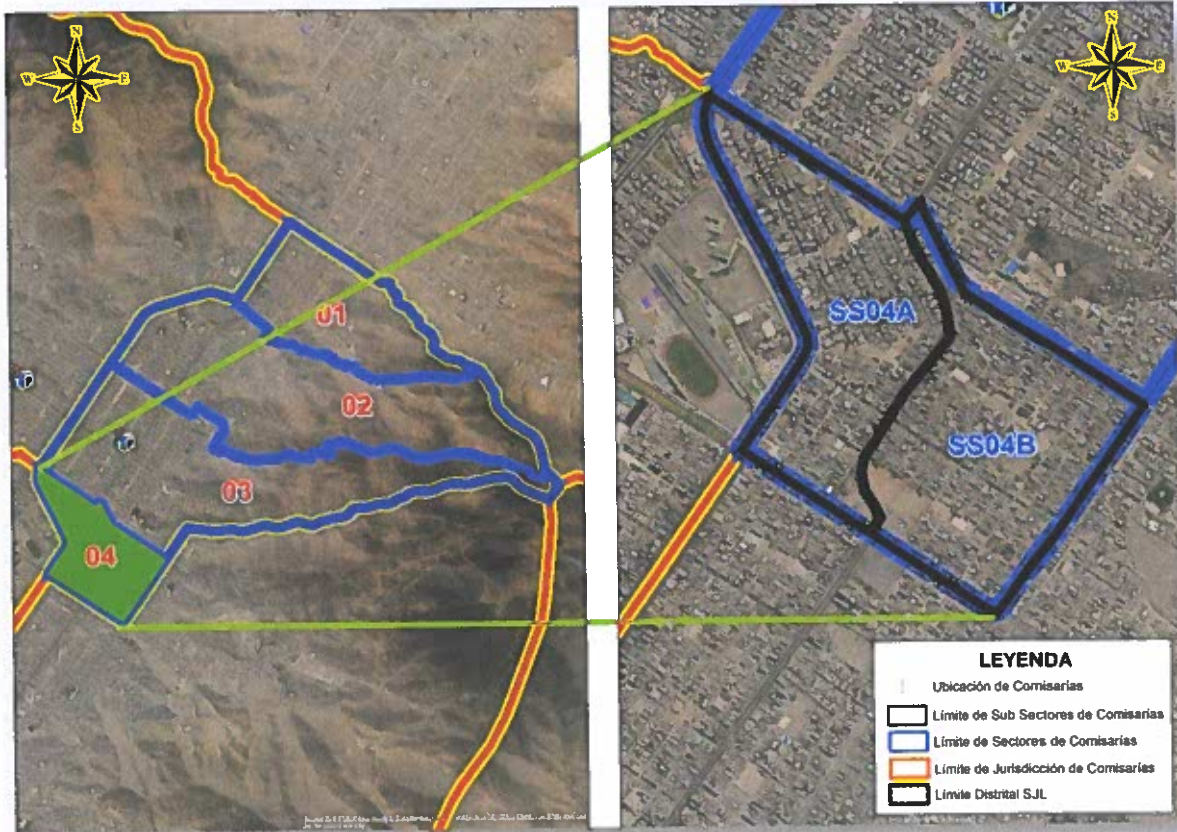 N
W E
S
01
02
03
04
N
W E
S
SS04A
SS04B
LEYENDA
Ubicación de Comisarías
Límite de Sub Sectores de Comisarías
Límite de Sectores de Comisarías
Límite de Jurisdicción de Comisarías
Límite Distrital SJL